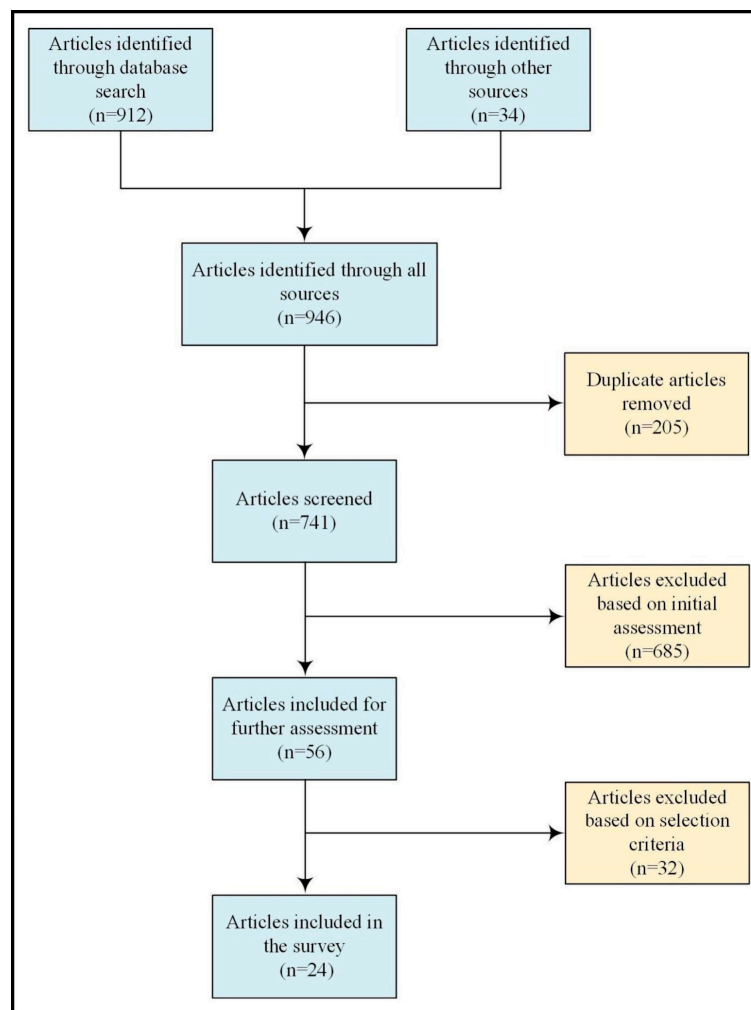 Articles identified
through database
search
(n=912)
Articles identified
through other
sources
(n=34)
Articles identified through all
sources
(n=946)
Duplicate articles
removed
(n=205)
Articles screened
(n=741)
Articles excluded
based on initial
assessment
(n=685)
Articles included for
further assessment
(n=56)
Articles excluded
based on selection
criteria
(n=32)
Articles included in
the survey
(n=24)